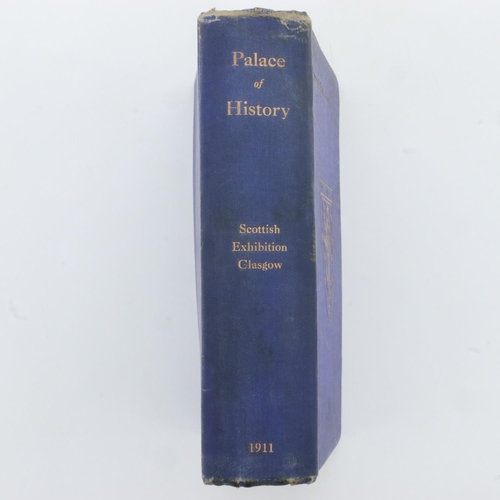 Palace
of
History
Scottish
Exhibition
Glasgow
1911